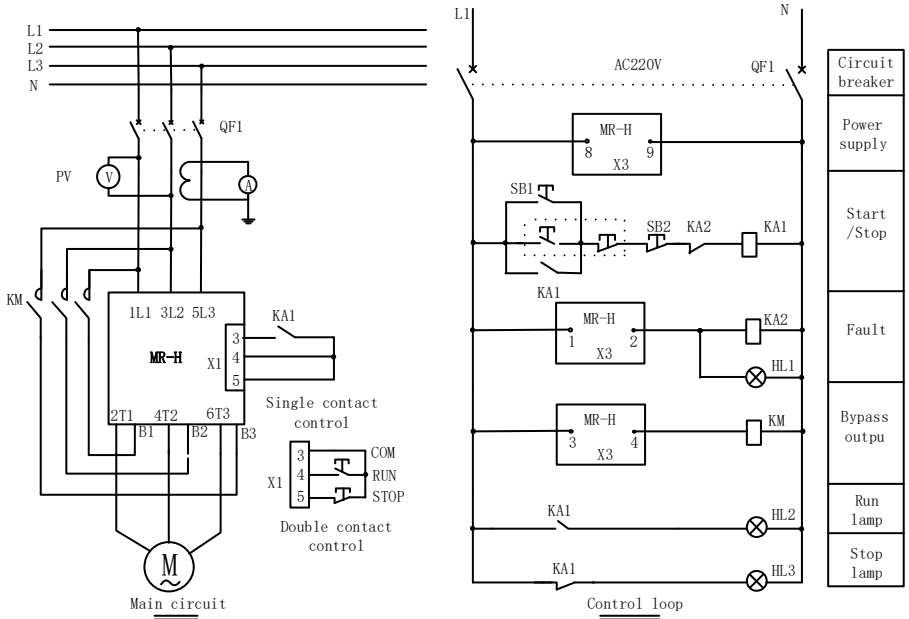 L1
L2
L3
N
QF1
PV
V
A
KM
1L1 3L2 5L3
MR-H
X1
3
4
5
KA1
2T1 4T2 6T3
B1 B2 B3
Single contact
control
X1
3
4
5
COM
RUN
STOP
Double contact
control
M
Main circuit
L1
N
AC220V
QF1
MR-H
8 9
X3
SB1
SB2 KA2 KA1
KA1
MR-H
1 2
X3
KA2
HL1
MR-H
3 4
X3
KM
KA1
HL2
KA1
HL3
Control loop
Circuit
breaker
Power
supply
Start
/Stop
Fault
Bypass
outpu
Run
lamp
Stop
lamp